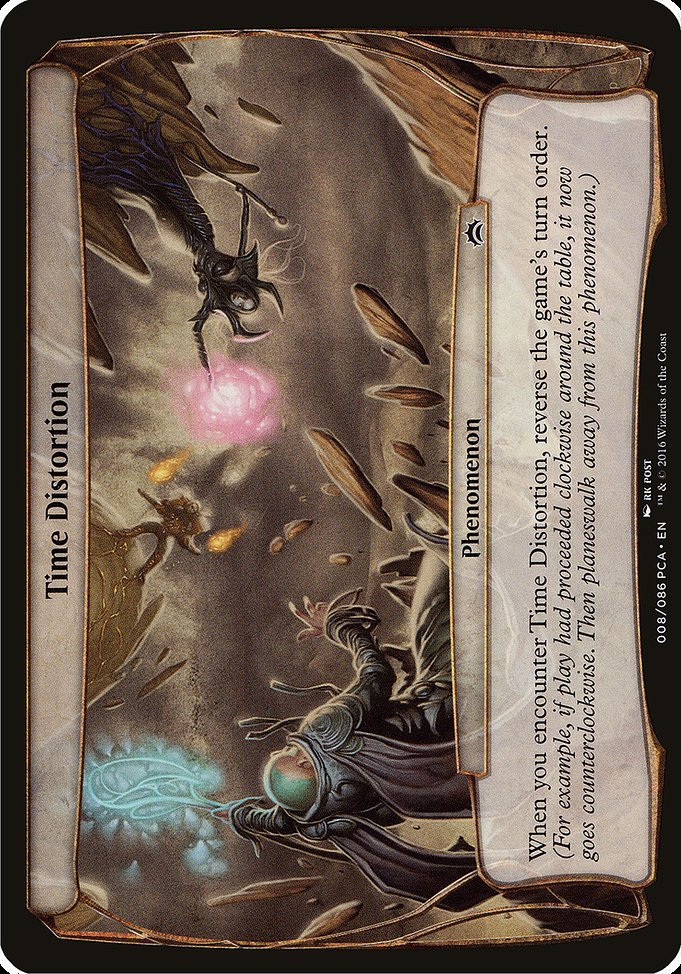 Time Distortion
Phenomenon
When you encounter Time Distortion, reverse the game's turn order.
(For example, if play had proceeded clockwise around the table, it now
goes counterclockwise. Then planeswalk away from this phenomenon.)
008/086 PCA • EN RK POST
™ & © 2016 Wizards of the Coast